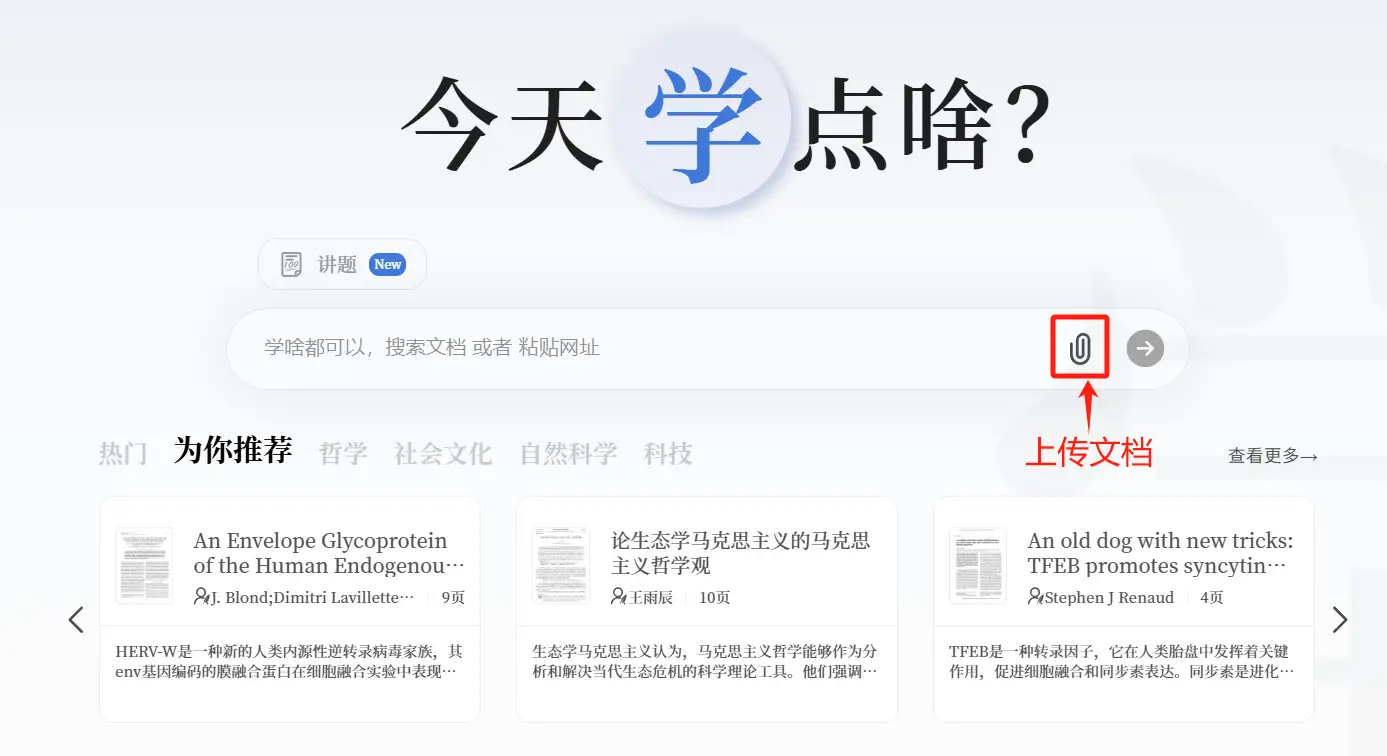 今天学点啥?
讲题 New
学啥都可以，搜索文档 或者 粘贴网址
上传文档
热门 为你推荐 哲学 社会文化 自然科学 科技
查看更多→
An Envelope Glycoprotein
of the Human Endogenou…
J. Blond;Dimitri Lavillette… 9页
HERV-W是一种新的人类内源性逆转录病毒家族，其
env基因编码的膜融合蛋白在细胞融合实验中表现…
论生态学马克思主义的马克思
主义哲学观
王雨辰 10页
生态学马克思主义认为，马克思主义哲学能够作为分
析和解决当代生态危机的科学理论工具。他们强调…
An old dog with new tricks:
TFEB promotes syncytin…
Stephen J Renaud 4页
TFEB是一种转录因子，它在人类胎盘中发挥着关键
作用，促进细胞融合和同步素表达。同步素是进化…